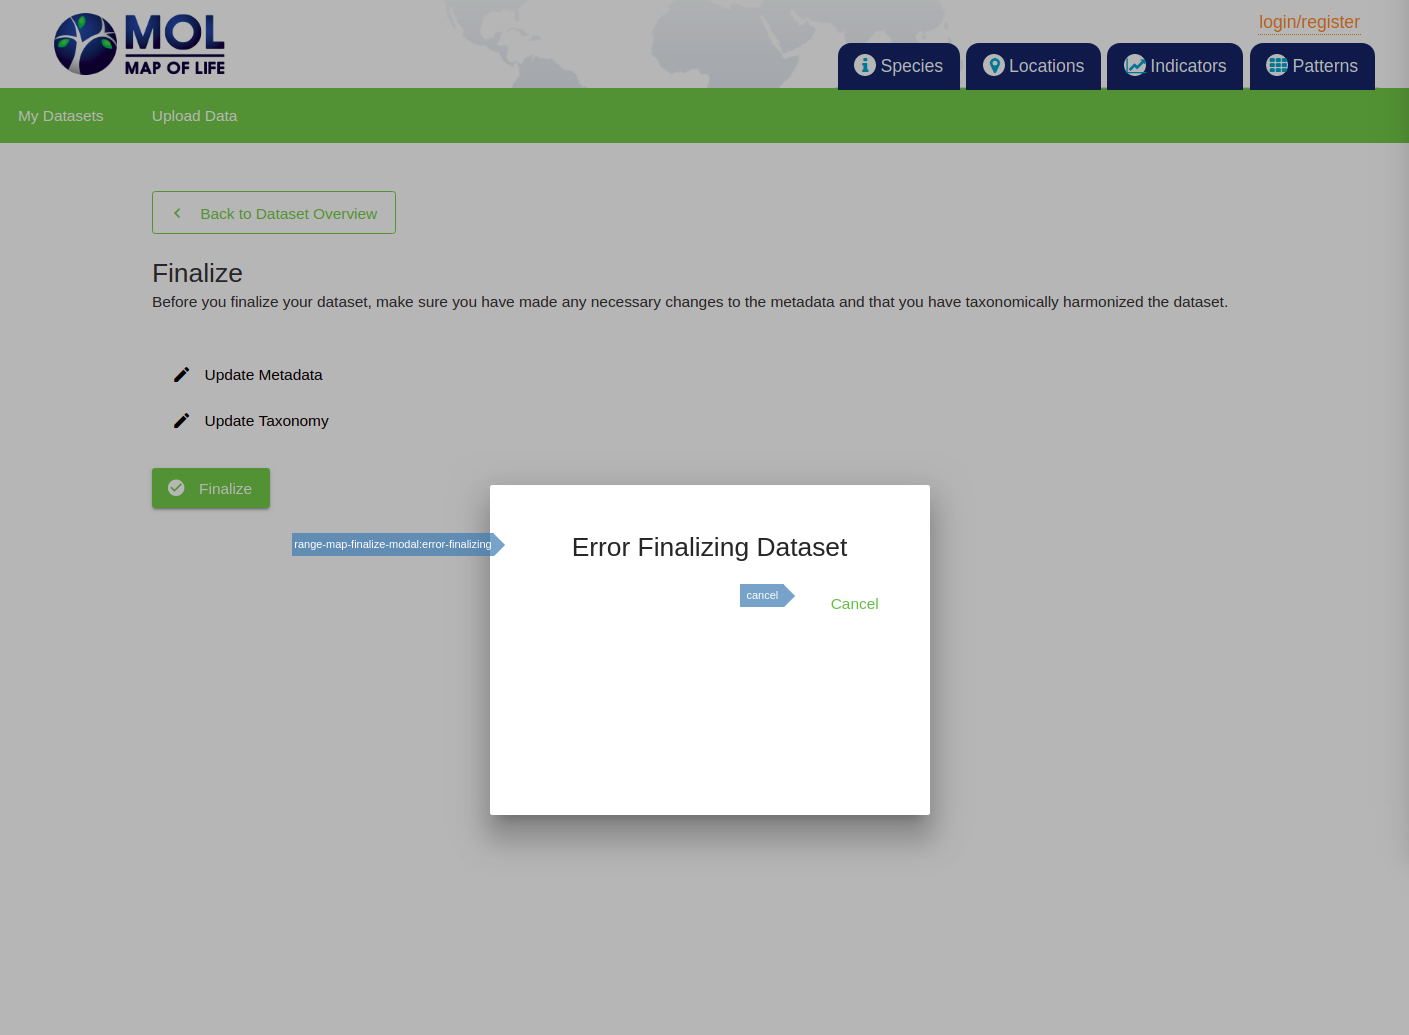 MOL
MAP OF LIFE
login/register
Species
Locations
Indicators
Patterns
My Datasets
Upload Data
Back to Dataset Overview
Finalize
Before you finalize your dataset, make sure you have made any necessary changes to the metadata and that you have taxonomically harmonized the dataset.
Update Metadata
Update Taxonomy
Finalize
range-map-finalize-modal:error-finalizing
Error Finalizing Dataset
cancel
Cancel